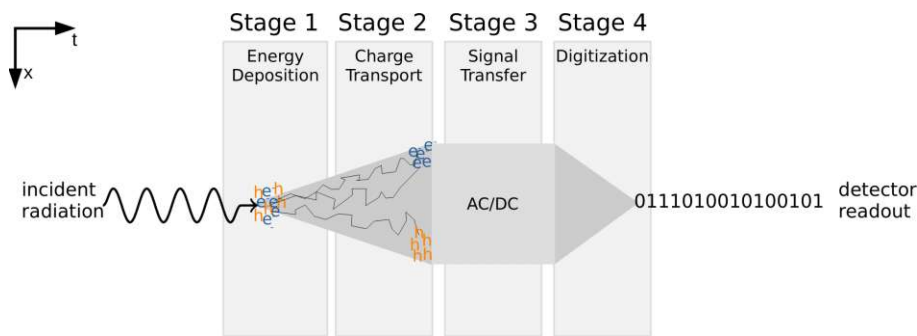 Stage 1 Stage 2 Stage 3 Stage 4
t
x
Energy
Deposition
Charge
Transport
Signal
Transfer
Digitization
incident
radiation
AC/DC
0111010010100101
detector
readout